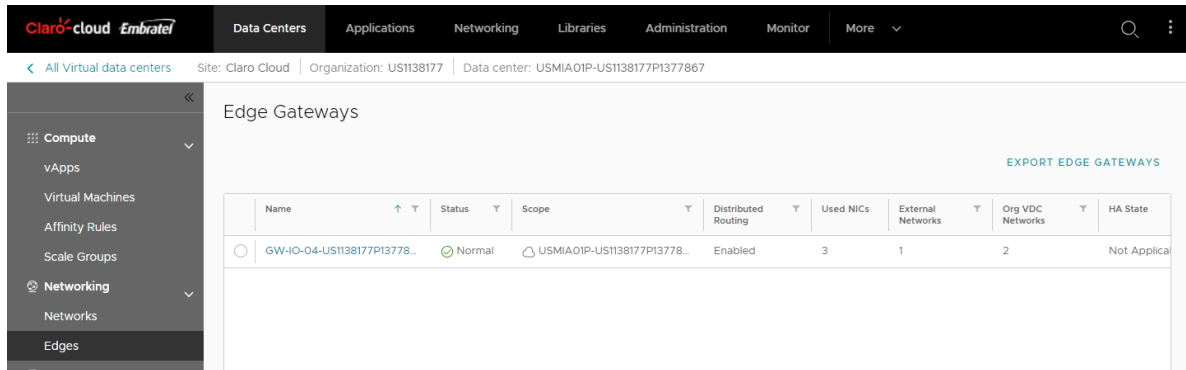 Claro-cloud Embratel Data Centers Applications Networking Libraries Administration Monitor More
All Virtual data centers Site: Claro Cloud Organization: US1138177 Data center: USMIA01P-US1138177P1377867
Edge Gateways
Compute
vApps
Virtual Machines
Affinity Rules
Scale Groups
Networking
Networks
Edges
EXPORT EDGE GATEWAYS
Name Status Scope Distributed Routing Used NICs External Networks Org VDC Networks HA State
GW-IO-04-US1138177P13778... Normal USMIA01P-US1138177P13778... Enabled 3 1 2 Not Applica